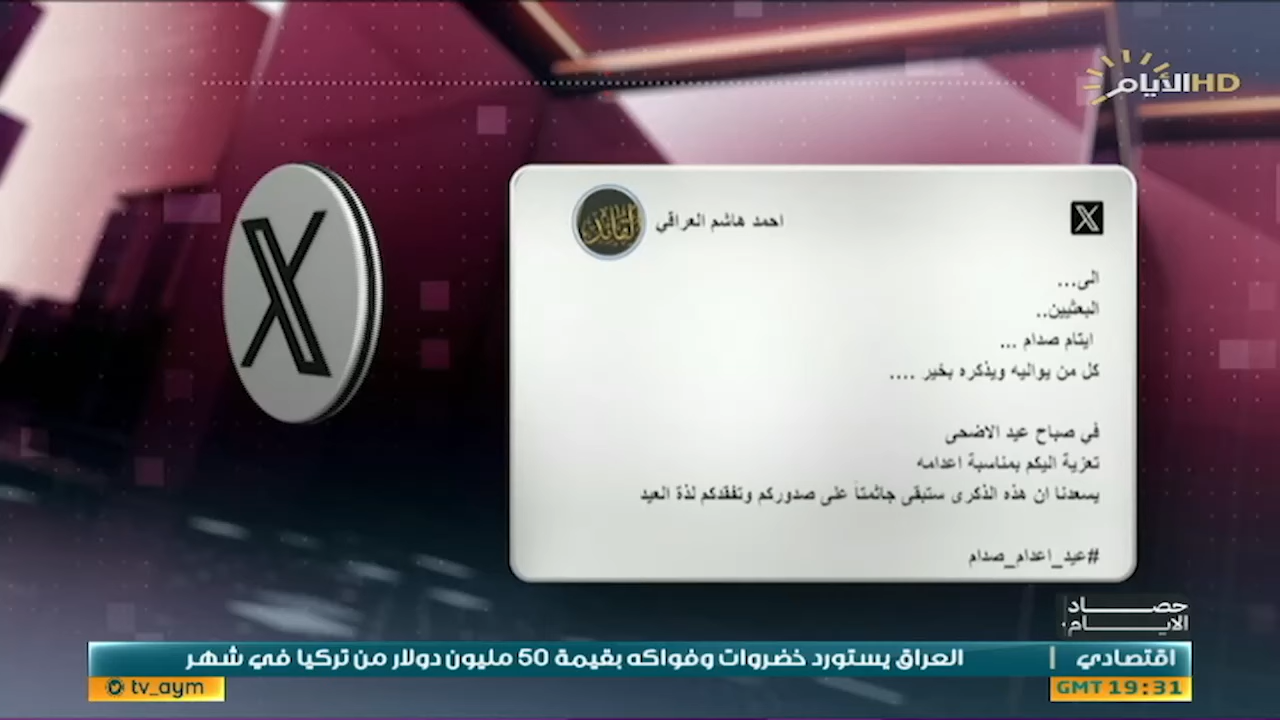 الأيام HD
احمد هاشم العراقي
الى...
البعثيين..
ايتام صدام ...
كل من يواليه ويذكره بخير ....
في صباح عيد الاضحى
تعزية اليكم بمناسبة اعدامه
يسعدنا ان هذه الذكرى ستبقى جاثمتاً على صدوركم وتفقدكم لذة العيد
#عيد_اعدام_صدام
حصاد
الايام
اقتصادي | العراق يستورد خضروات وفواكه بقيمة 50 مليون دولار من تركيا في شهر
tv_aym
GMT 19:31